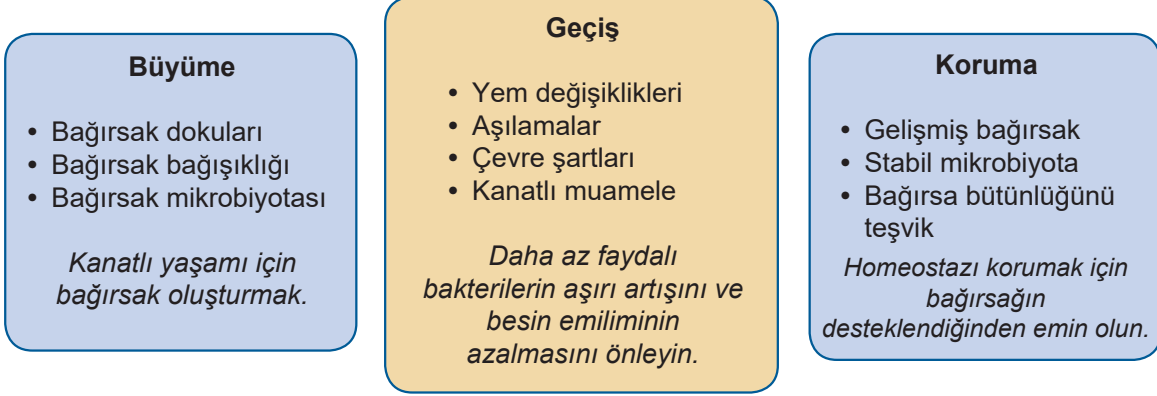 Büyüme
• Bağırsak dokuları
• Bağırsak bağışıklığı
• Bağırsak mikrobiyotası
Kanatlı yaşamı için
bağırsak oluşturmak.
Geçiş
• Yem değişiklikleri
• Aşılamalar
• Çevre şartları
• Kanatlı muamele
Daha az faydalı
bakterilerin aşırı artışını ve
besin emiliminin
azalmasını önleyin.
Koruma
• Gelişmiş bağırsak
• Stabil mikrobiyota
• Bağırsa bütünlüğünü
teşvik
Homeostazı korumak için
bağırsağın
desteklendiğinden emin olun.